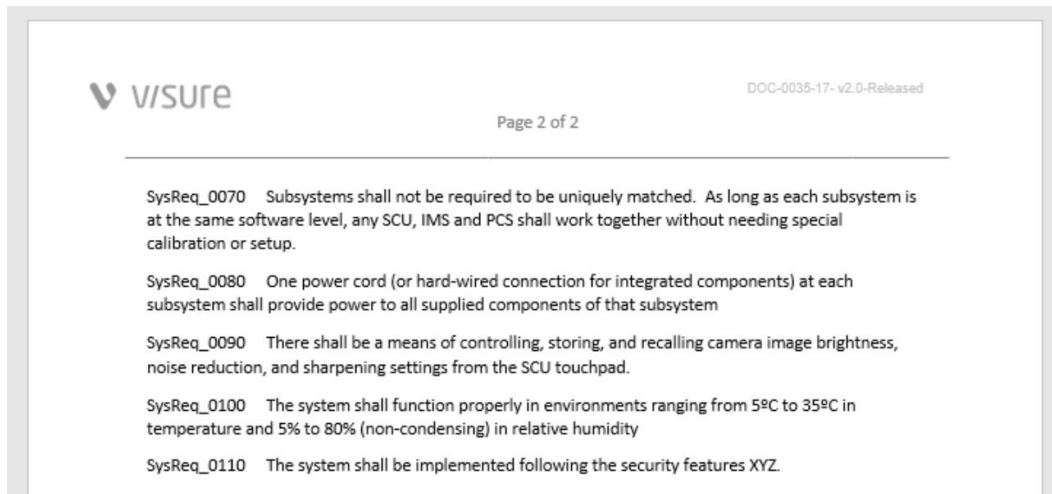 visure
DOC-0035-17- v2.0-Released
Page 2 of 2
SysReq_0070 Subsystems shall not be required to be uniquely matched. As long as each subsystem is
at the same software level, any SCU, IMS and PCS shall work together without needing special
calibration or setup.
SysReq_0080 One power cord (or hard-wired connection for integrated components) at each
subsystem shall provide power to all supplied components of that subsystem
SysReq_0090 There shall be a means of controlling, storing, and recalling camera image brightness,
noise reduction, and sharpening settings from the SCU touchpad.
SysReq_0100 The system shall function properly in environments ranging from 5ºC to 35ºC in
temperature and 5% to 80% (non-condensing) in relative humidity
SysReq_0110 The system shall be implemented following the security features XYZ.